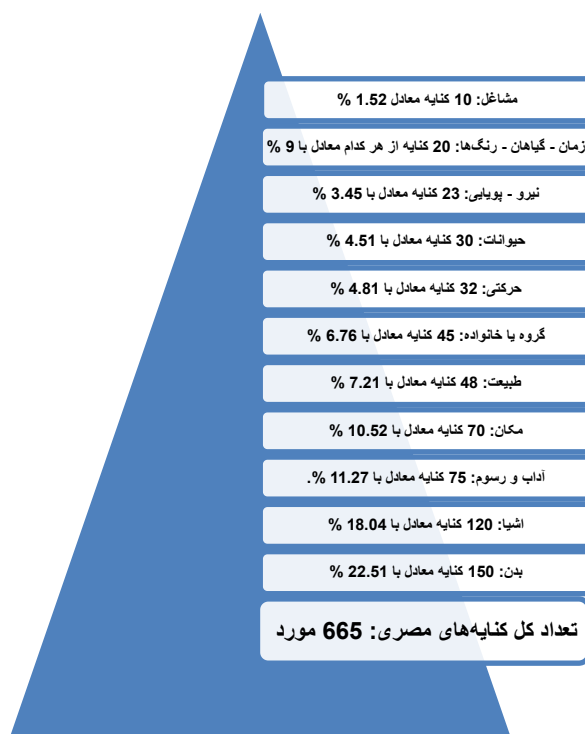 مشاغل: 10 کنایه معادل 1.52 %
زمان - گیاهان - رنگ‌ها: 20 کنایه از هر کدام معادل با 9 %
نیرو - پویایی: 23 کنایه معادل با 3.45 %
حیوانات: 30 کنایه معادل با 4.51 %
حرکتی: 32 کنایه معادل با 4.81 %
گروه یا خانواده: 45 کنایه معادل با 6.76 %
طبیعت: 48 کنایه معادل با 7.21 %
مکان: 70 کنایه معادل با 10.52 %
آداب و رسوم: 75 کنایه معادل با 11.27 %.
اشیا: 120 کنایه معادل با 18.04 %
بدن: 150 کنایه معادل با 22.51 %
تعداد کل کنایه‌های مصری: 665 مورد